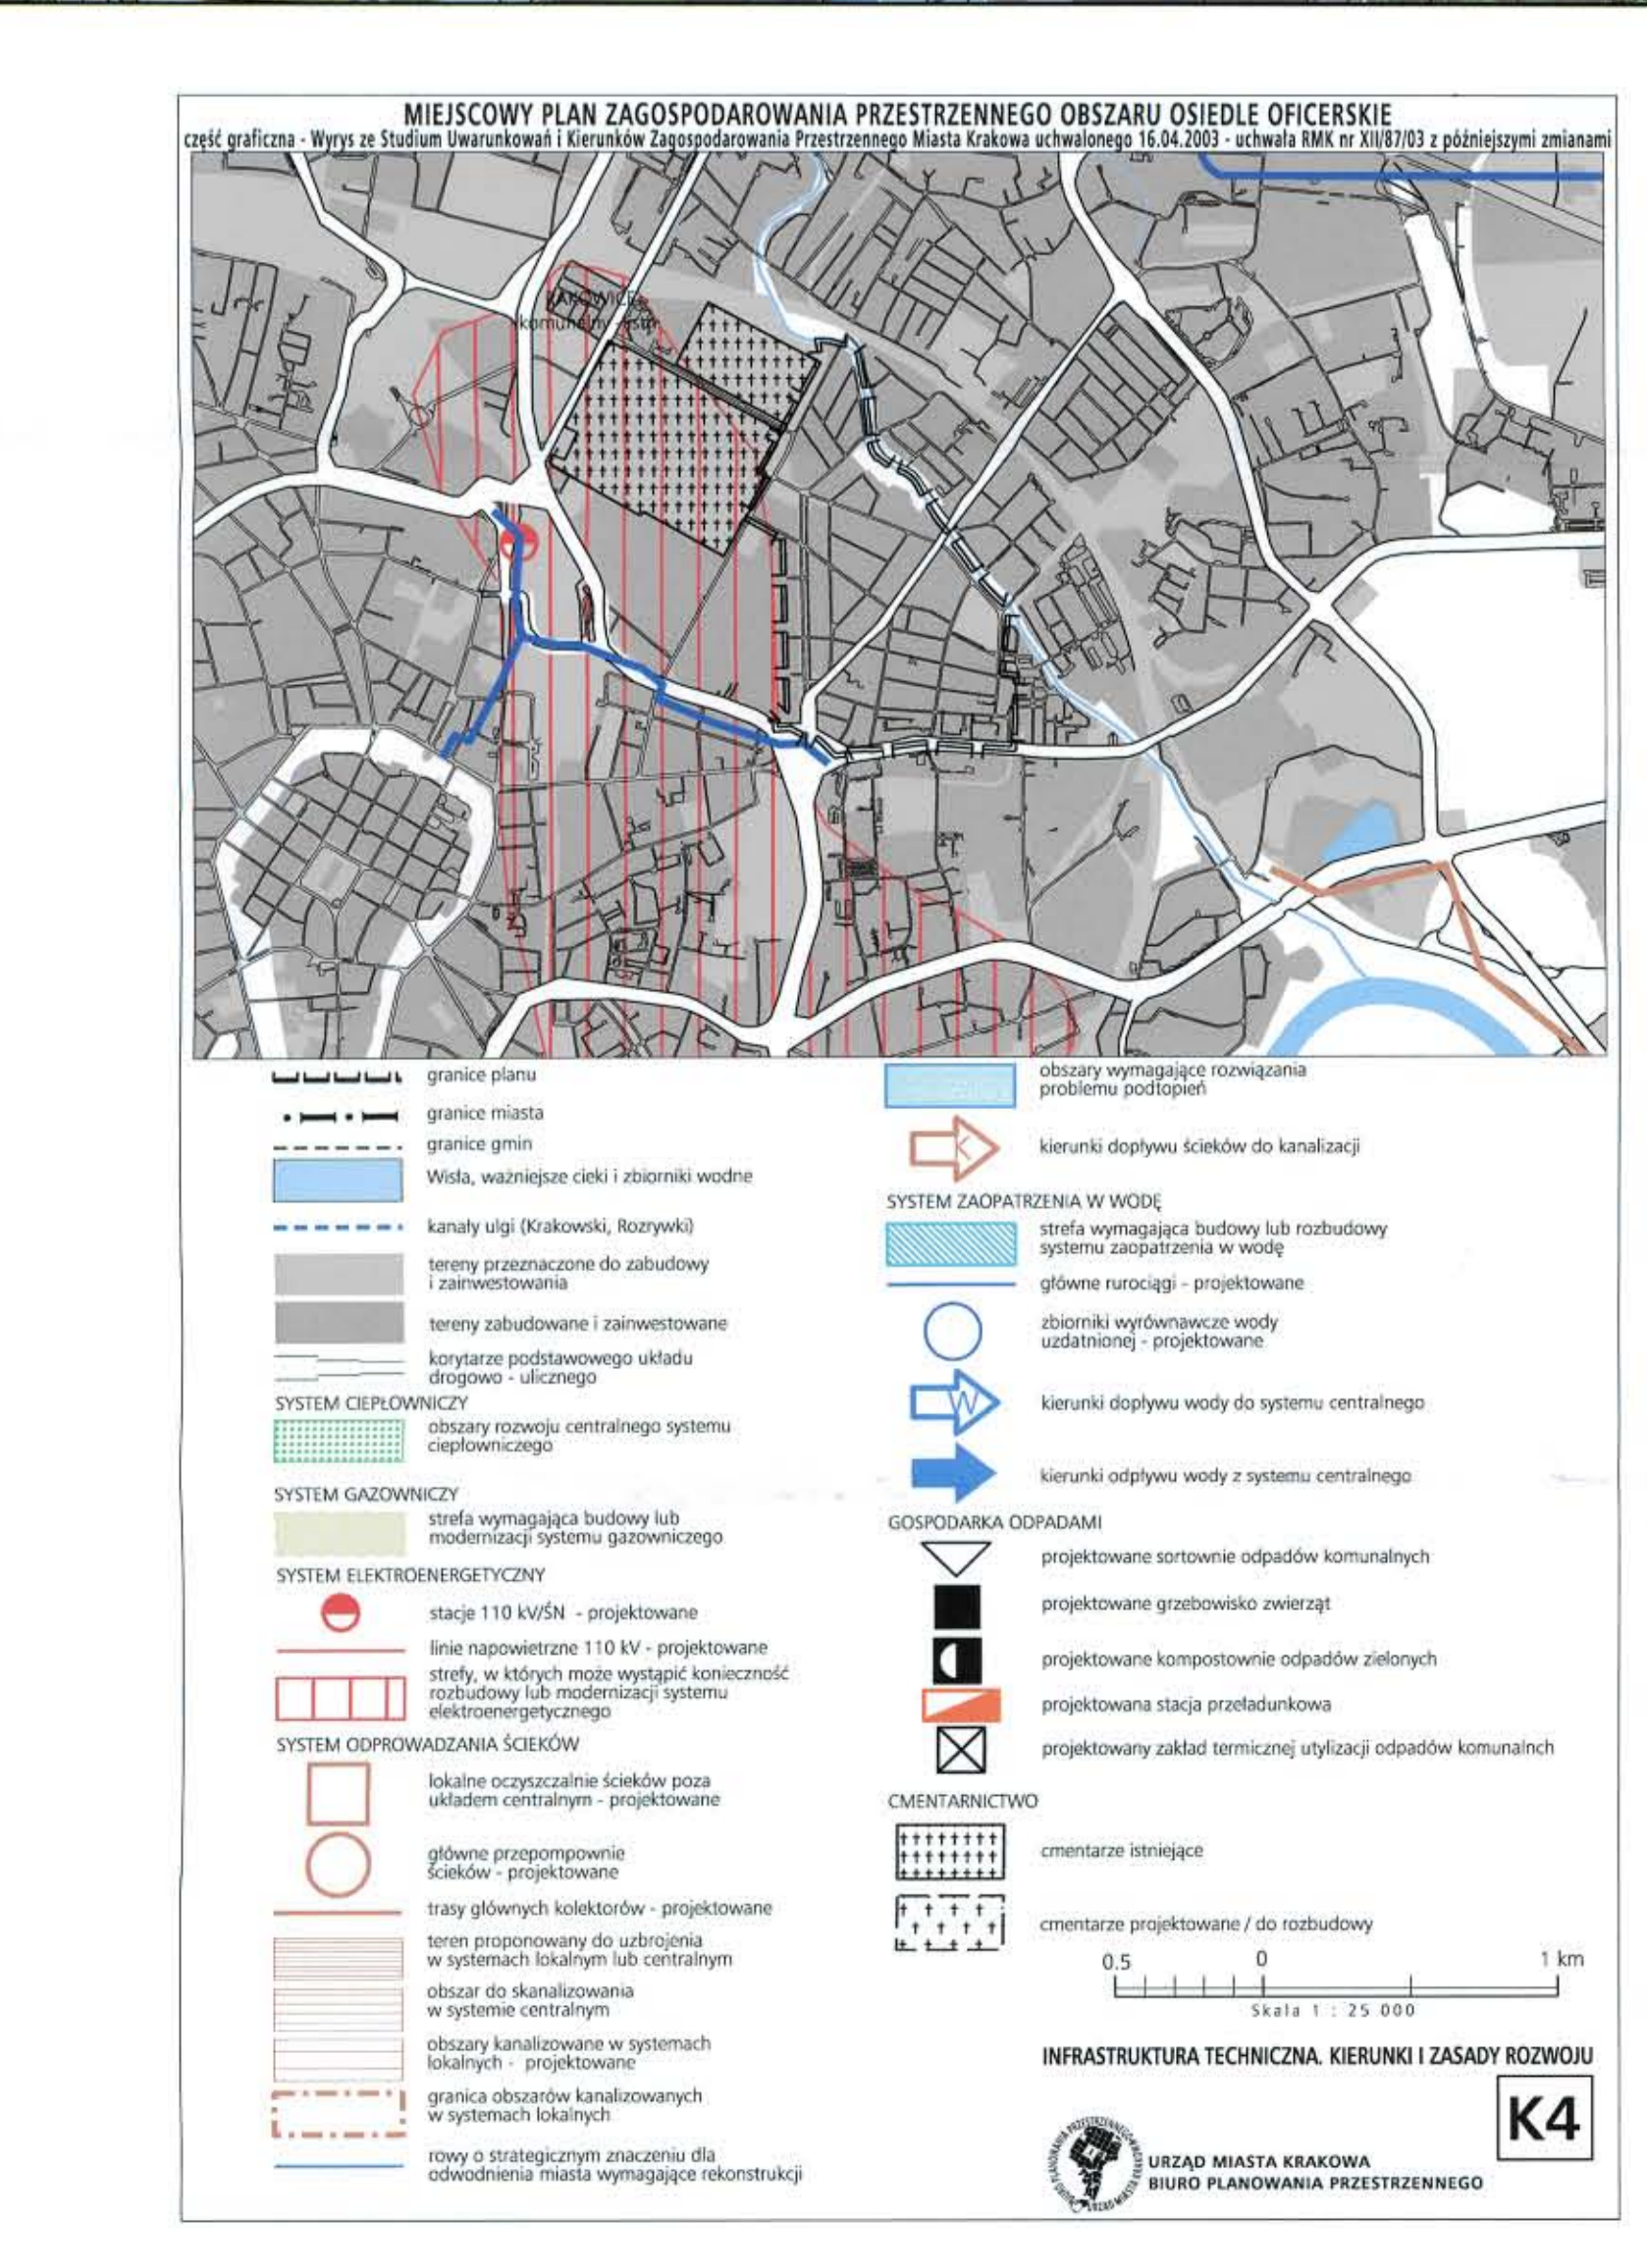 MIEJSCOWY PLAN ZAGOSPODAROWANIA PRZESTRZENNEGO OBSZARU OSIEDLE OFICERSKIE
część graficzna - Wyrys ze Studium Uwarunkowań i Kierunków Zagospodarowania Przestrzennego Miasta Krakowa uchwalonego 16.04.2003 - uchwała RMK nr XII/87/03 z późniejszymi zmianami
RAKOWICE
komunalny
granice planu
granice miasta
granice gmin
Wisła, ważniejsze cieki i zbiorniki wodne
kanały ulgi (Krakowski, Rozrywki)
tereny przeznaczone do zabudowy
i zainwestowania
tereny zabudowane i zainwestowane
korytarze podstawowego układu
drogowo - ulicznego
SYSTEM CIEPŁOWNICZY
obszary rozwoju centralnego systemu
ciepłowniczego
SYSTEM GAZOWNICZY
strefa wymagająca budowy lub
modernizacji systemu gazowniczego
SYSTEM ELEKTROENERGETYCZNY
stacje 110 kV/ŚN - projektowane
linie napowietrzne 110 kV - projektowane
strefy, w których może wystąpić konieczność
rozbudowy lub modernizacji systemu
elektroenergetycznego
SYSTEM ODPROWADZANIA ŚCIEKÓW
lokalne oczyszczalnie ścieków poza
układem centralnym - projektowane
główne przepompownie
ścieków - projektowane
trasy głównych kolektorów - projektowane
teren proponowany do uzbrojenia
w systemach lokalnym lub centralnym
obszar do skanalizowania
w systemie centralnym
obszary kanalizowane w systemach
lokalnych - projektowane
granica obszarów kanalizowanych
w systemach lokalnych
rowy o strategicznym znaczeniu dla
odwodnienia miasta wymagające rekonstrukcji
obszary wymagające rozwiązania
problemu podtopień
K
kierunki dopływu ścieków do kanalizacji
SYSTEM ZAOPATRZENIA W WODĘ
strefa wymagająca budowy lub rozbudowy
systemu zaopatrzenia w wodę
główne rurociągi - projektowane
zbiorniki wyrównawcze wody
uzdatnionej - projektowane
W
kierunki dopływu wody do systemu centralnego
kierunki odpływu wody z systemu centralnego
GOSPODARKA ODPADAMI
projektowane sortownie odpadów komunalnych
projektowane grzebowisko zwierząt
projektowane kompostownie odpadów zielonych
projektowana stacja przeładunkowa
projektowany zakład termicznej utylizacji odpadów komunalnch
CMENTARNICTWO
cmentarze istniejące
cmentarze projektowane / do rozbudowy
0.5 0 1 km
Skala 1 : 25 000
INFRASTRUKTURA TECHNICZNA. KIERUNKI I ZASADY ROZWOJU
K4
URZĄD MIASTA KRAKOWA
BIURO PLANOWANIA PRZESTRZENNEGO